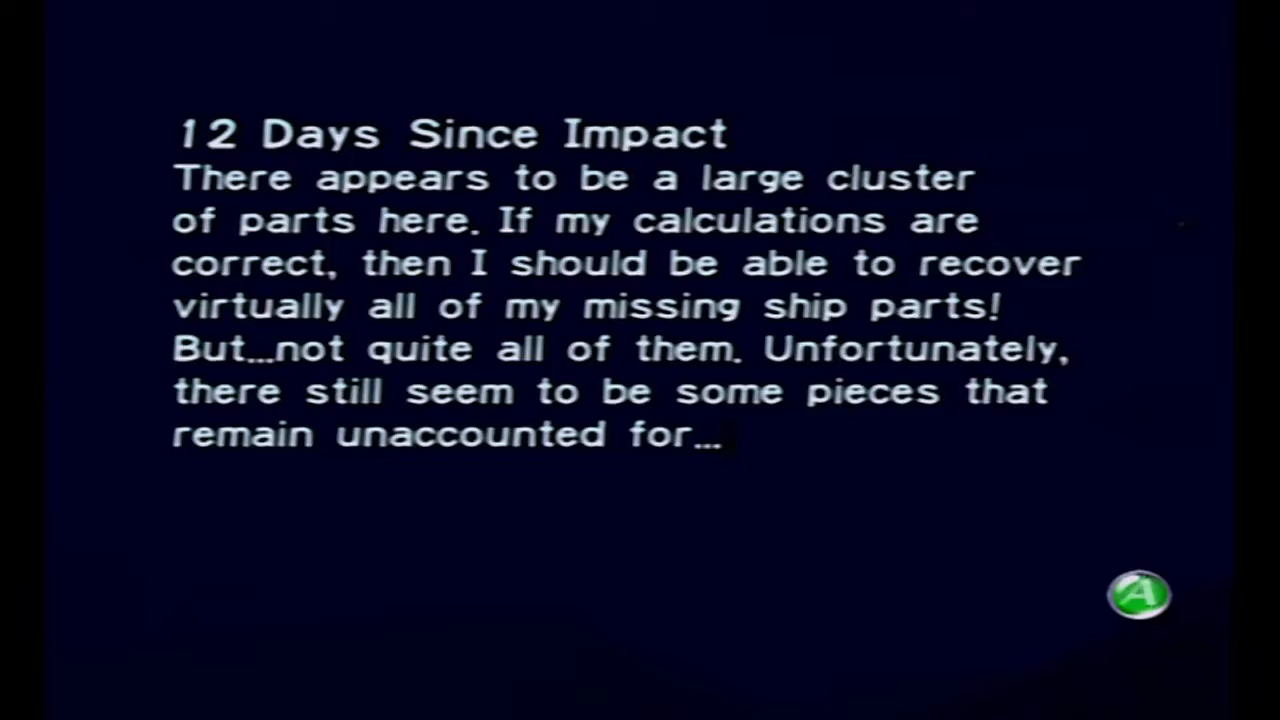 12 Days Since Impact
There appears to be a large cluster
of parts here. If my calculations are
correct, then I should be able to recover
virtually all of my missing ship parts!
But...not quite all of them. Unfortunately,
there still seem to be some pieces that
remain unaccounted for...
A